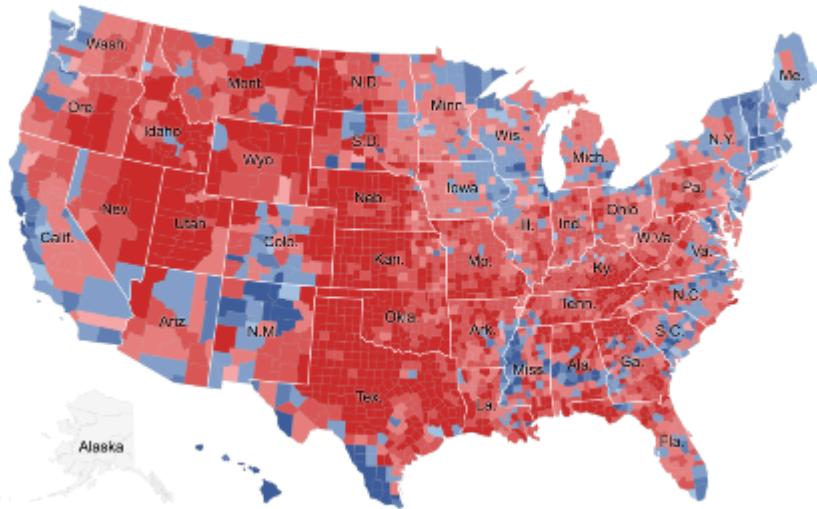 Wash.
Mont.
N.D.
Minn.
Me.
Ore.
Idaho
S.D.
Wis.
Mich.
N.Y.
Wyo.
Neb.
Iowa
Pa.
Nev.
Utah
Colo.
Ill.
Ind.
Ohio
W.Va.
Va.
Calif.
Kan.
Mo.
Ky.
Ariz.
N.M.
Okla.
Ark.
Tenn.
N.C.
S.C.
Tex.
La.
Miss.
Ala.
Ga.
Fla.
Alaska